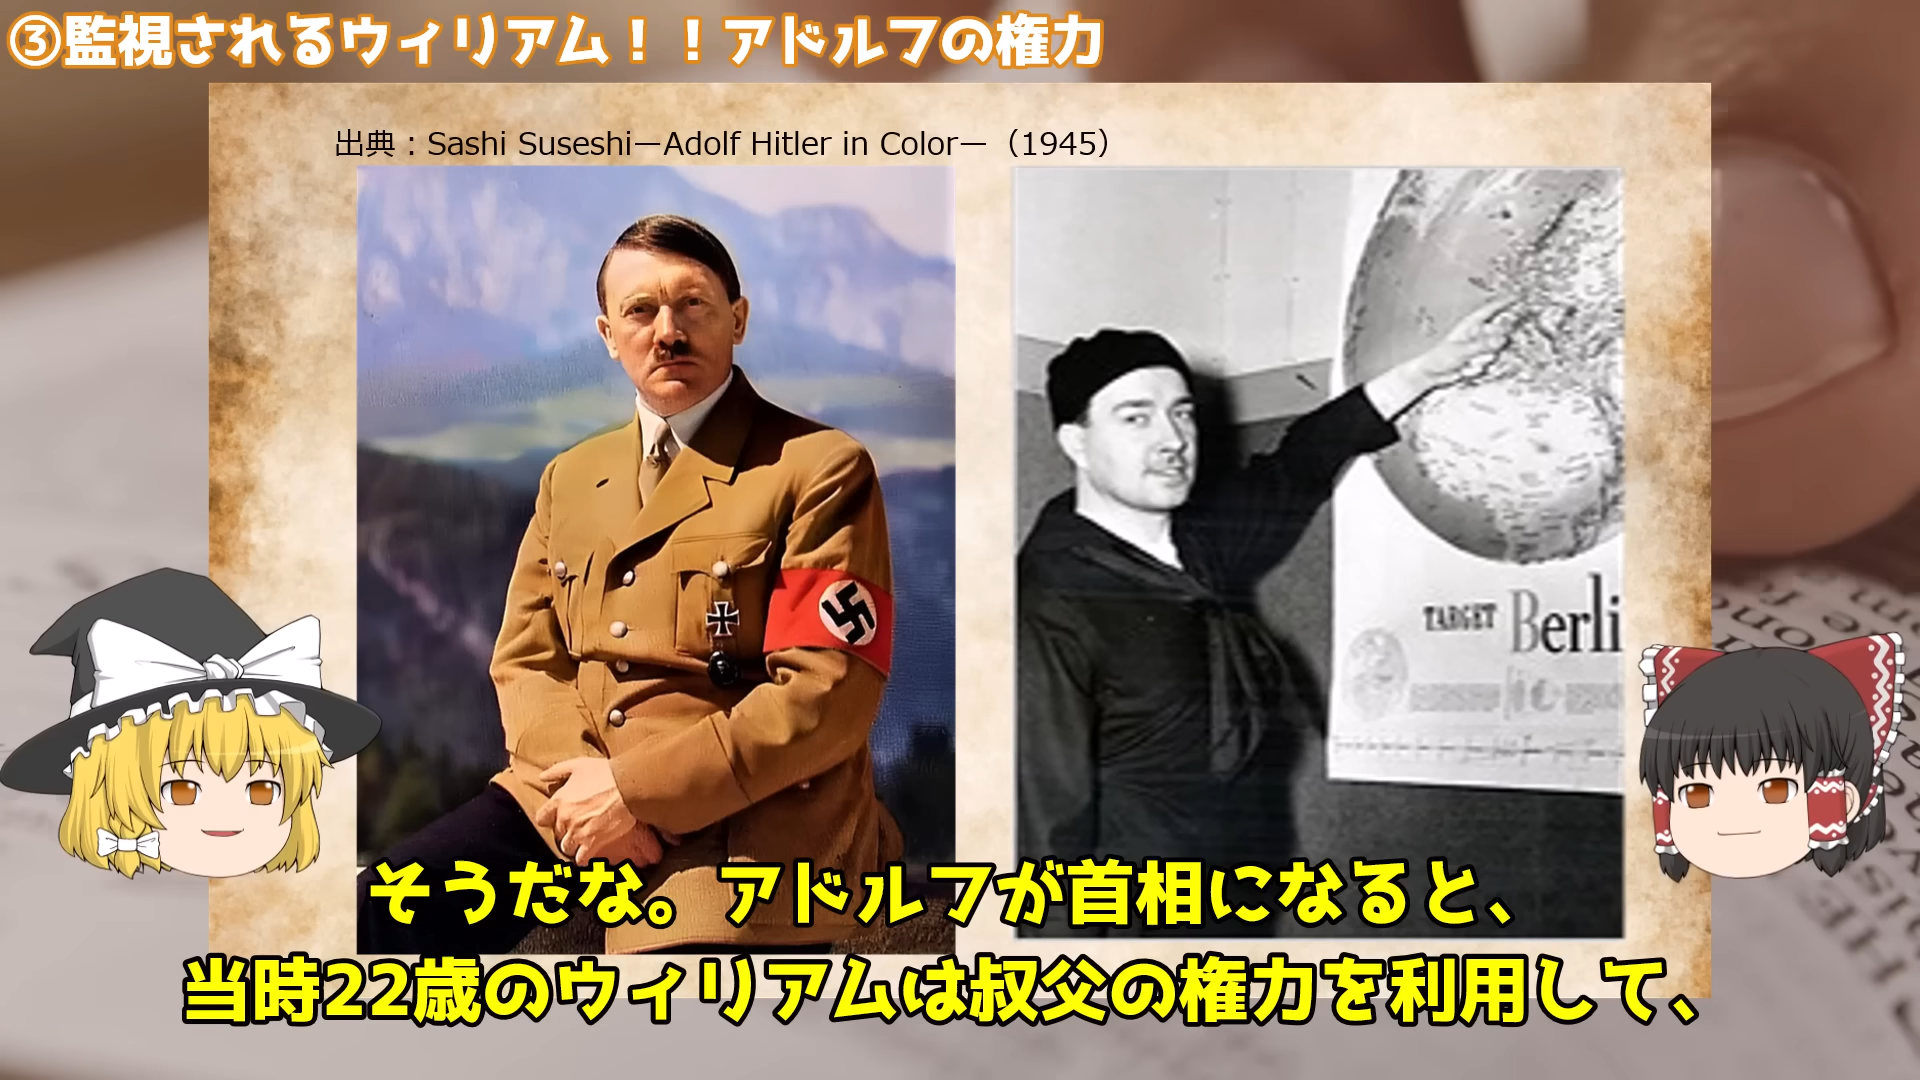 ③監視されるウィリアム！！アドルフの権力
出典：Sashi Suseshi－Adolf Hitler in Color－（1945）
TARGET Berli
そうだな。アドルフが首相になると、
当時22歳のウィリアムは叔父の権力を利用して、